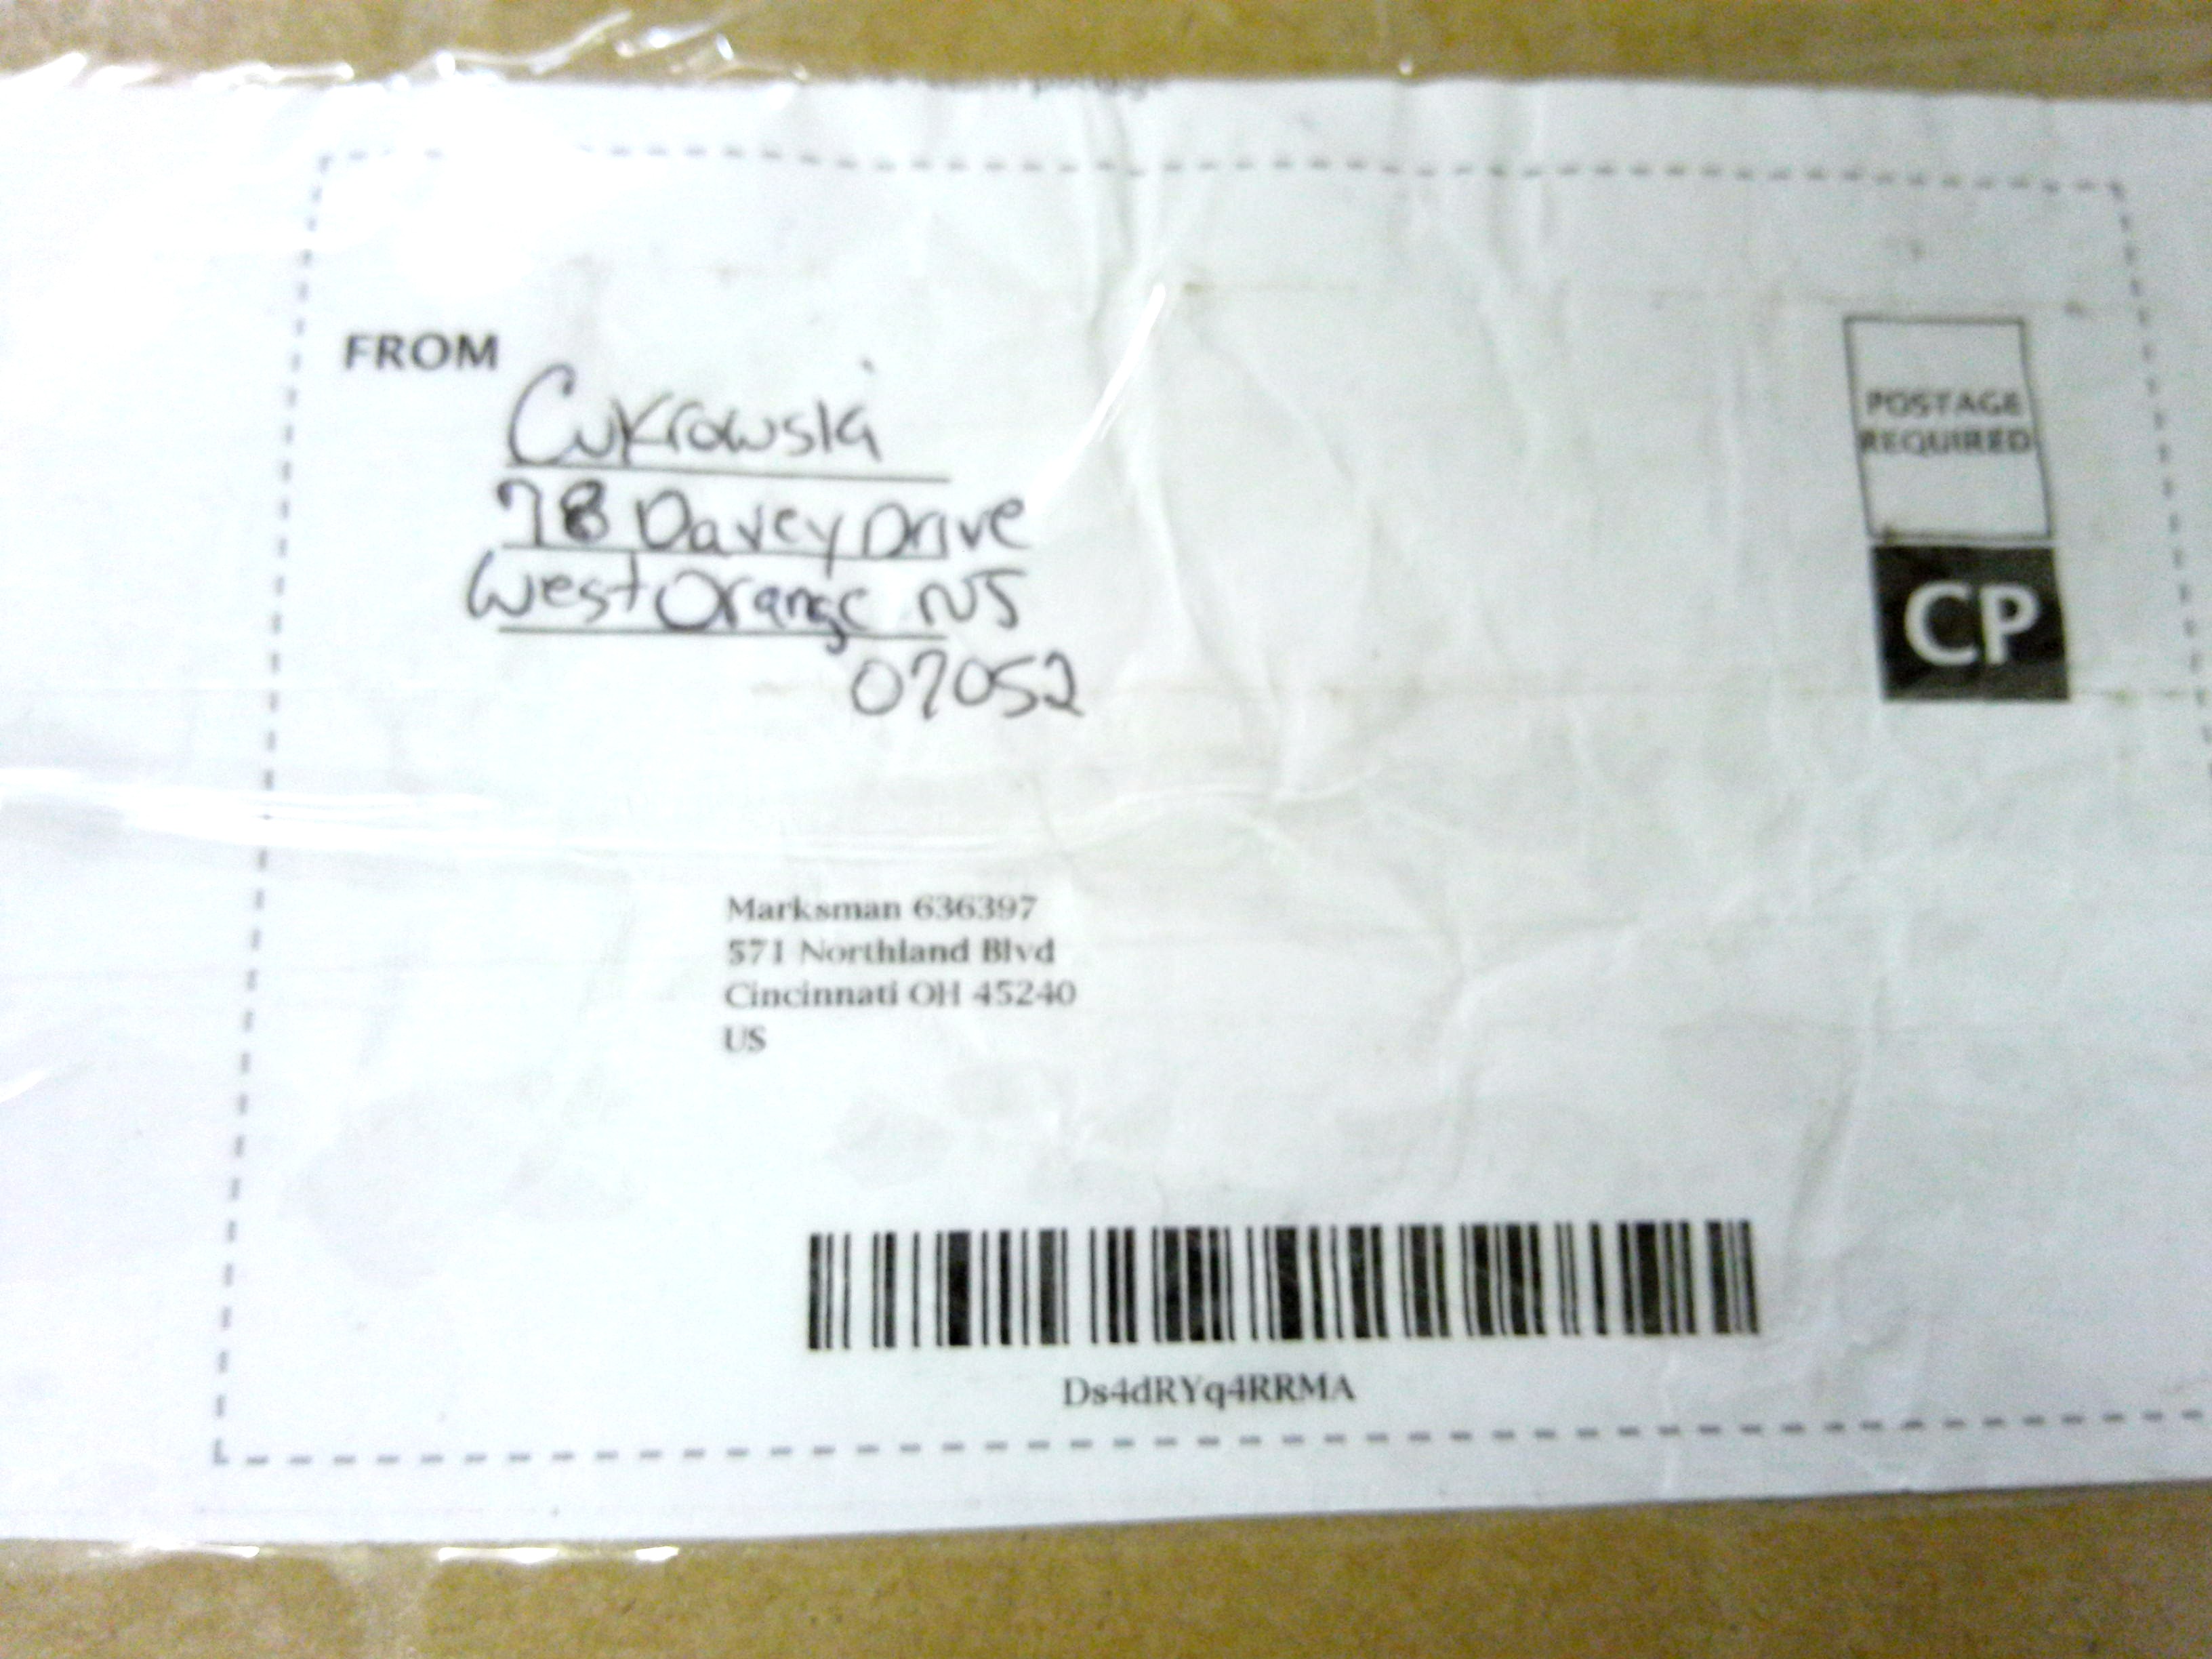 FROM
Cukrowski
78 Davey Drive
West Orange NJ
07052
POSTAGE
REQUIRED
CP
Marksman 636397
571 Northland Blvd
Cincinnati OH 45240
US
Ds4dRYq4RRMA